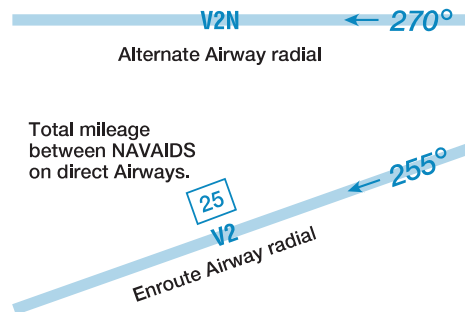 V2N ← 270°
Alternate Airway radial
Total mileage
between NAVAIDS
on direct Airways.
← 255°
25
V2
Enroute Airway radial